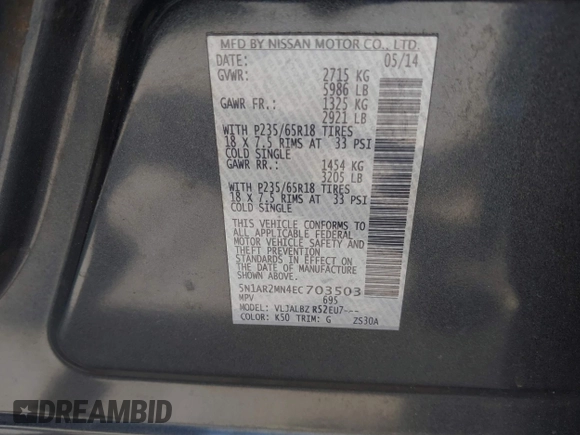 MFD BY NISSAN MOTOR CO., LTD.
DATE: 05/14
GVWR: 2715 KG
5986 LB
GAWR FR.: 1325 KG
2921 LB
WITH P235/65R18 TIRES
18 X 7.5 RIMS AT 33 PSI
COLD SINGLE
GAWR RR.: 1454 KG
3205 LB
WITH P235/65R18 TIRES
18 X 7.5 RIMS AT 33 PSI
COLD SINGLE
THIS VEHICLE CONFORMS TO
ALL APPLICABLE FEDERAL
MOTOR VEHICLE SAFETY AND
THEFT PREVENTION
STANDARDS IN EFFECT ON
THE DATE OF MANUFACTURE
SHOWN ABOVE.
5N1AR2MN4EC703503
MPV 695
MODEL: VLJALBZ R52EU7---
COLOR: K50 TRIM: G ZS30A
DREAMBID